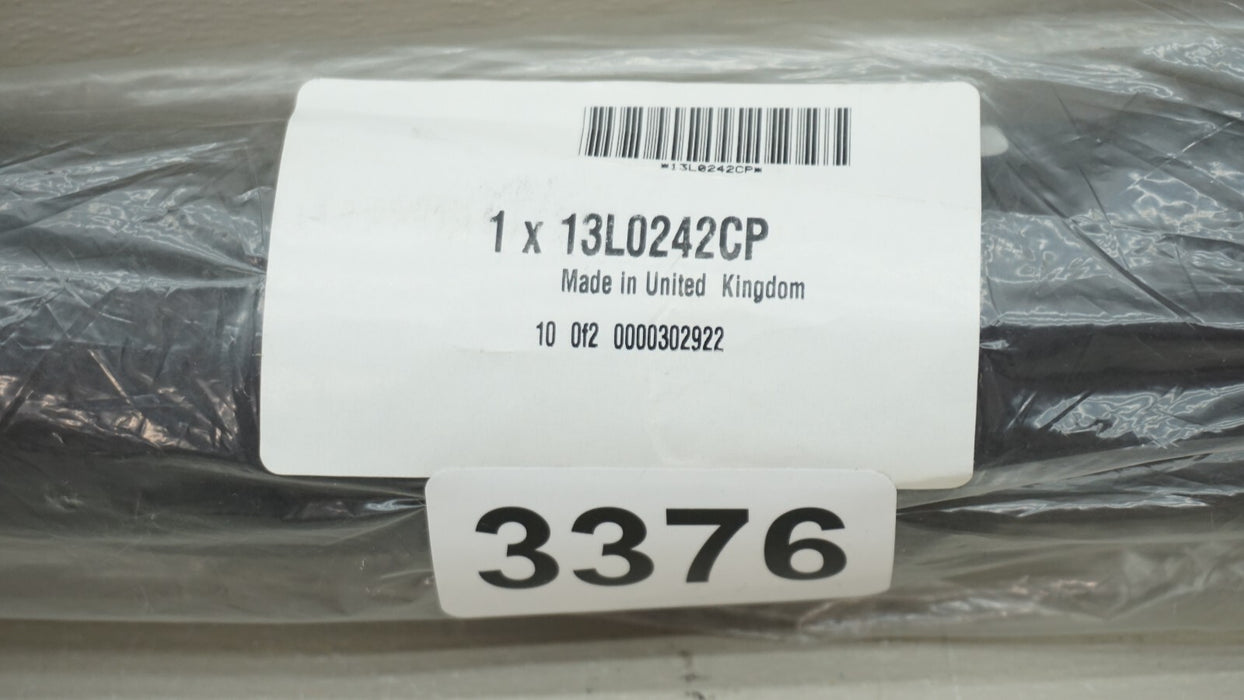 *13L0242CP*
1 x 13L0242CP
Made in United Kingdom
10 0f2 0000302922
3376